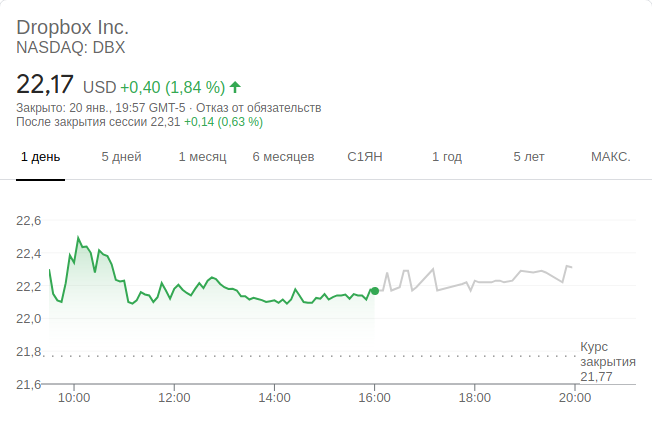 Dropbox Inc.
NASDAQ: DBX
22,17 USD +0,40 (1,84 %)
Закрыто: 20 янв., 19:57 GMT-5 · Отказ от обязательств
После закрытия сессии 22,31 +0,14 (0,63 %)
1 день 5 дней 1 месяц 6 месяцев С1ЯН 1 год 5 лет МАКС.
22,6
22,4
22,2
22,0
21,8
21,6
Курс
закрытия
21,77
10:00 12:00 14:00 16:00 18:00 20:00